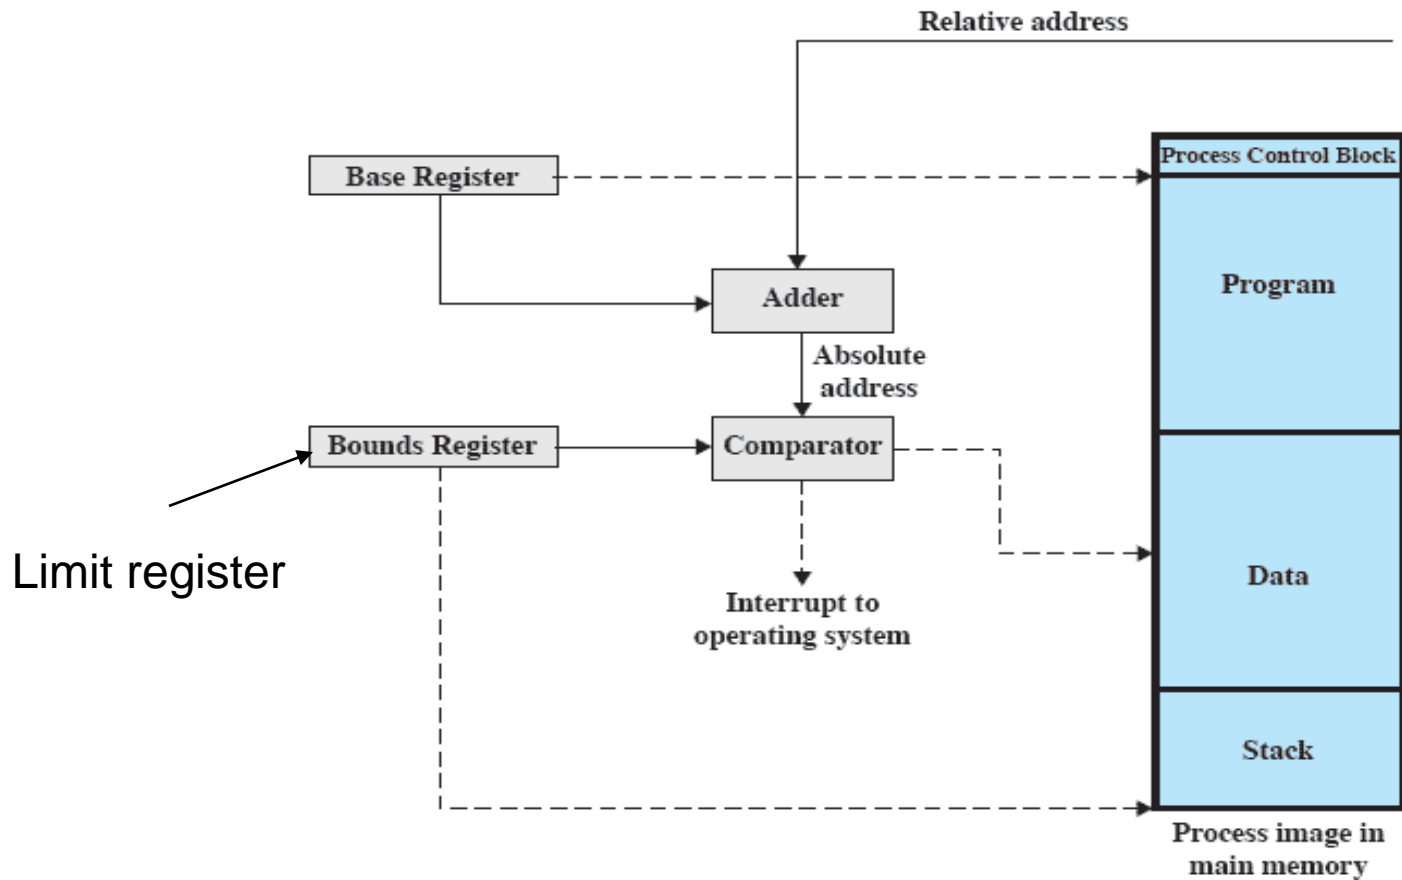 Relative address
Process Control Block
Base Register
Program
Adder
Absolute
address
Bounds Register
Comparator
Limit register
Data
Interrupt to
operating system
Stack
Process image in
main memory